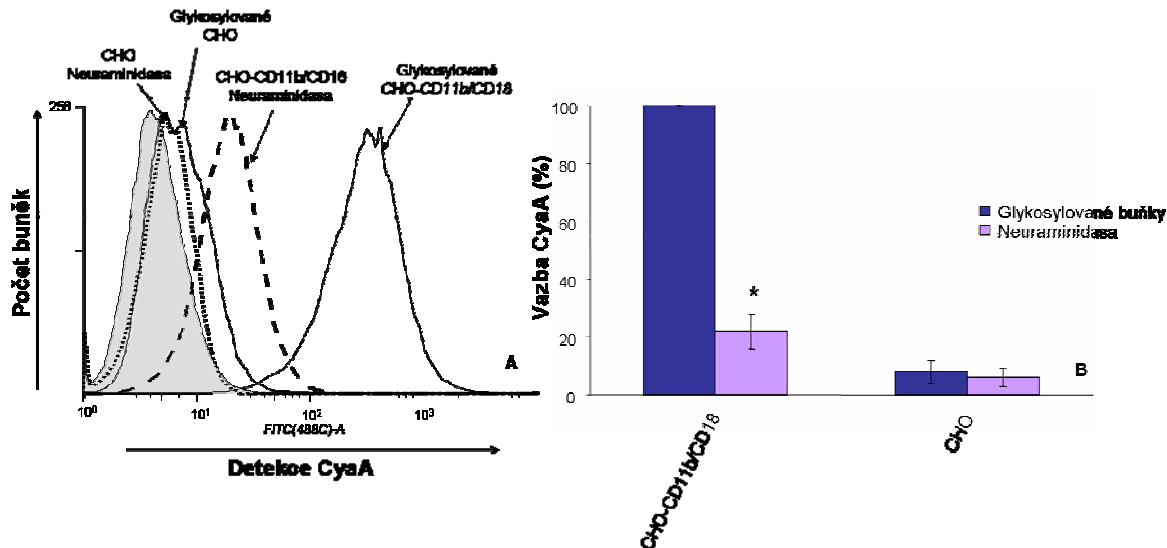 Glykosylované
CHO
CHO
Neuraminidasa
CHO-CD11b/CD18
Neuraminidasa
Glykosylované
CHO-CD11b/CD18
256
Počet buněk
A
10⁰
10¹
10²
10³
FITC(488C)-A
Detekce CyaA
100
80
60
40
20
0
Vazba CyaA (%)
Glykosylované buňky
Neuraminidasa
*
B
CHO-CD11b/CD18
CHO